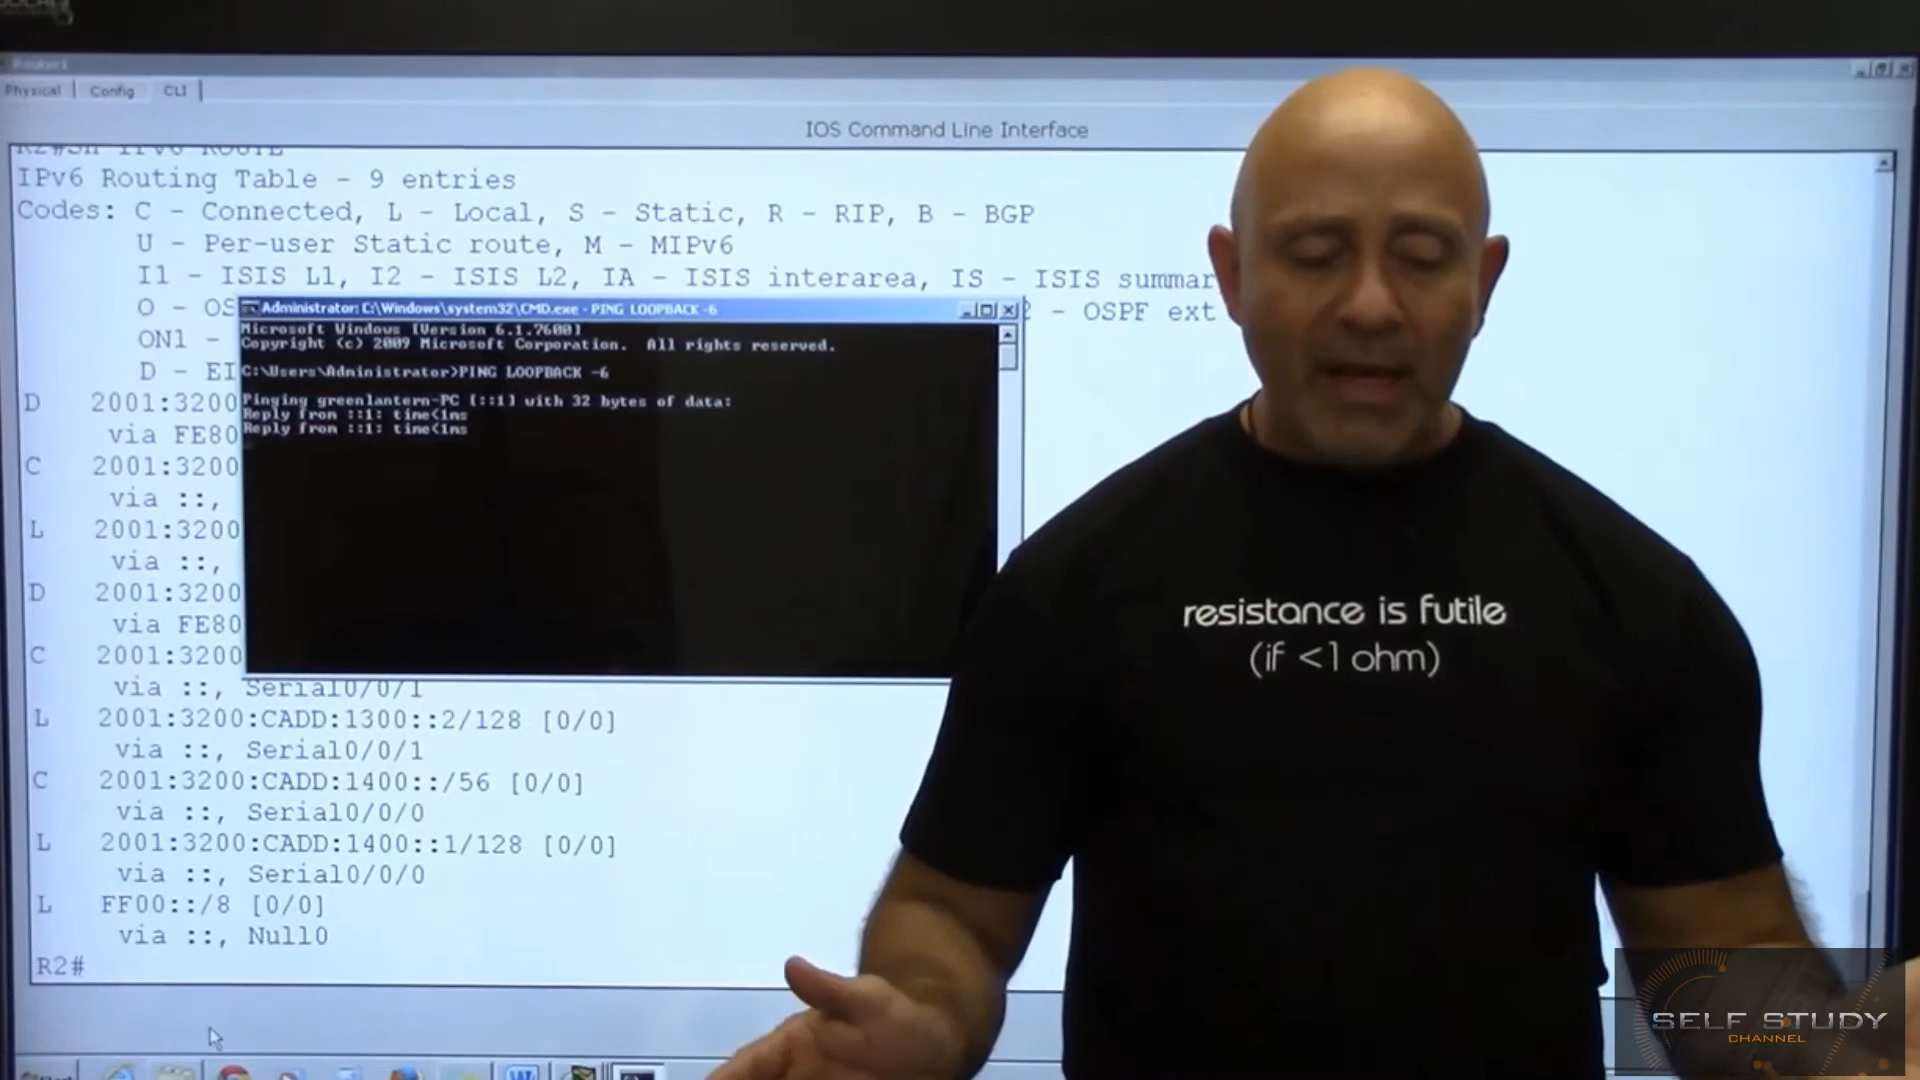 Physical
Config
CLI
IOS Command Line Interface
R2#SH IPV6 ROUTE
IPv6 Routing Table - 9 entries
Codes: C - Connected, L - Local, S - Static, R - RIP, B - BGP
U - Per-user Static route, M - MIPv6
I1 - ISIS L1, I2 - ISIS L2, IA - ISIS interarea, IS - ISIS summar
O - OS
- OSPF ext
ON1 -
D - EI
D 2001:3200
via FE80
C 2001:3200
via ::,
L 2001:3200
via ::,
D 2001:3200
via FE80
C 2001:3200
via ::, Serial0/0/1
L 2001:3200:CADD:1300::2/128 [0/0]
via ::, Serial0/0/1
C 2001:3200:CADD:1400::/56 [0/0]
via ::, Serial0/0/0
L 2001:3200:CADD:1400::1/128 [0/0]
via ::, Serial0/0/0
L FF00::/8 [0/0]
via ::, Null0
R2#
Administrator: C:\Windows\system32\CMD.exe - PING LOOPBACK -6
Microsoft Windows [Version 6.1.7600]
Copyright (c) 2009 Microsoft Corporation. All rights reserved.
C:\Users\Administrator>PING LOOPBACK -6
Pinging greenlantern-PC [::1] with 32 bytes of data:
Reply from ::1: time<1ms
Reply from ::1: time<1ms
resistance is futile
(if <1 ohm)
SELF STUDY
CHANNEL